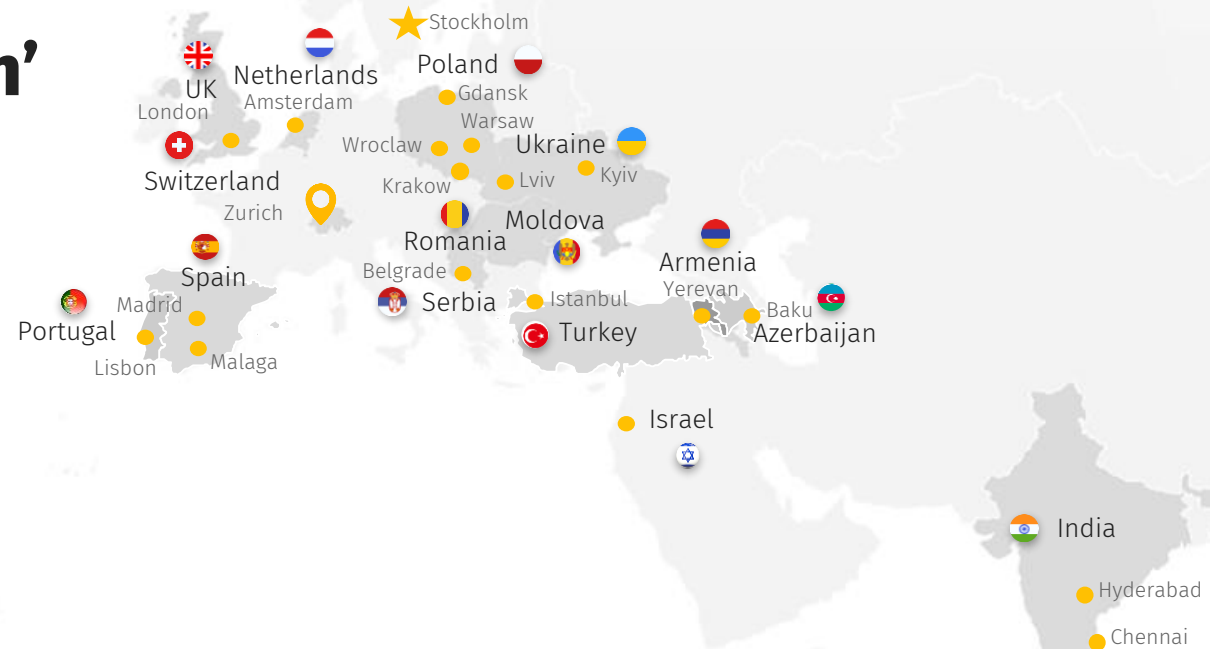 n’
Stockholm
UK
Netherlands
Poland
London
Amsterdam
Gdansk
Warsaw
Wroclaw
Ukraine
Switzerland
Krakow
Lviv
Kyiv
Zurich
Romania
Moldova
Spain
Belgrade
Serbia
Armenia
Yerevan
Portugal
Madrid
Istanbul
Turkey
Baku
Azerbaijan
Lisbon
Malaga
Israel
India
Hyderabad
Chennai